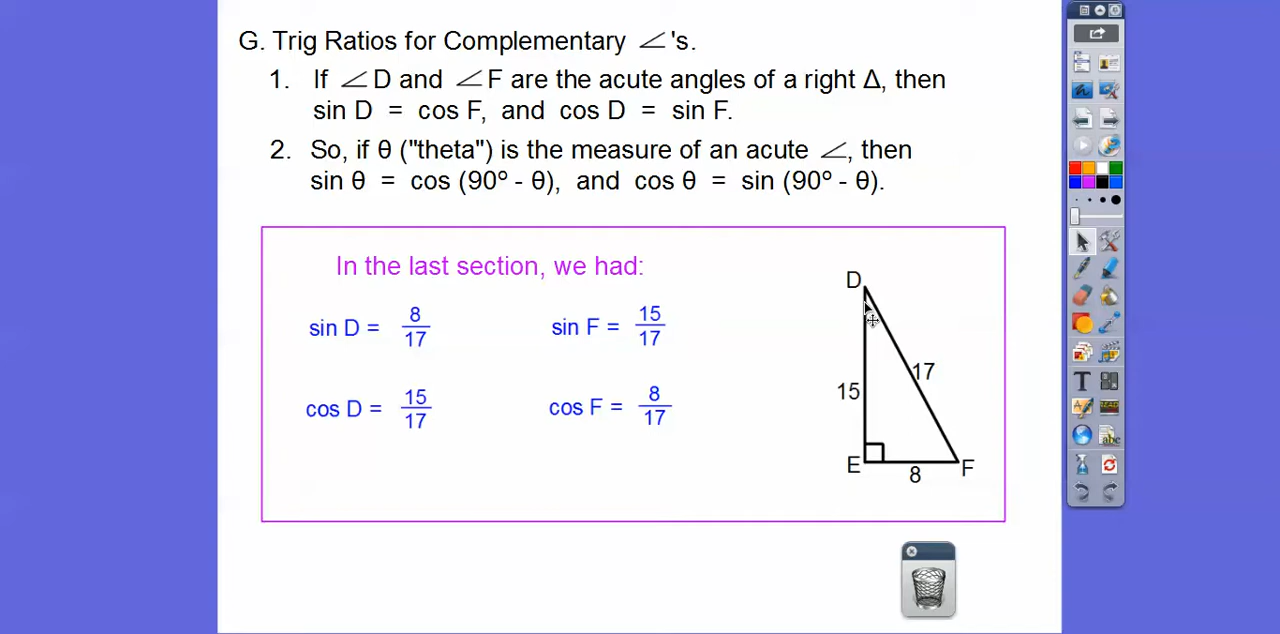 G. Trig Ratios for Complementary ∠'s.
1. If ∠D and ∠F are the acute angles of a right Δ, then
sin D = cos F, and cos D = sin F.
2. So, if θ ("theta") is the measure of an acute ∠, then
sin θ = cos (90º - θ), and cos θ = sin (90º - θ).
In the last section, we had:
sin D = 8/17
sin F = 15/17
cos D = 15/17
cos F = 8/17
D
17
15
E
F
8